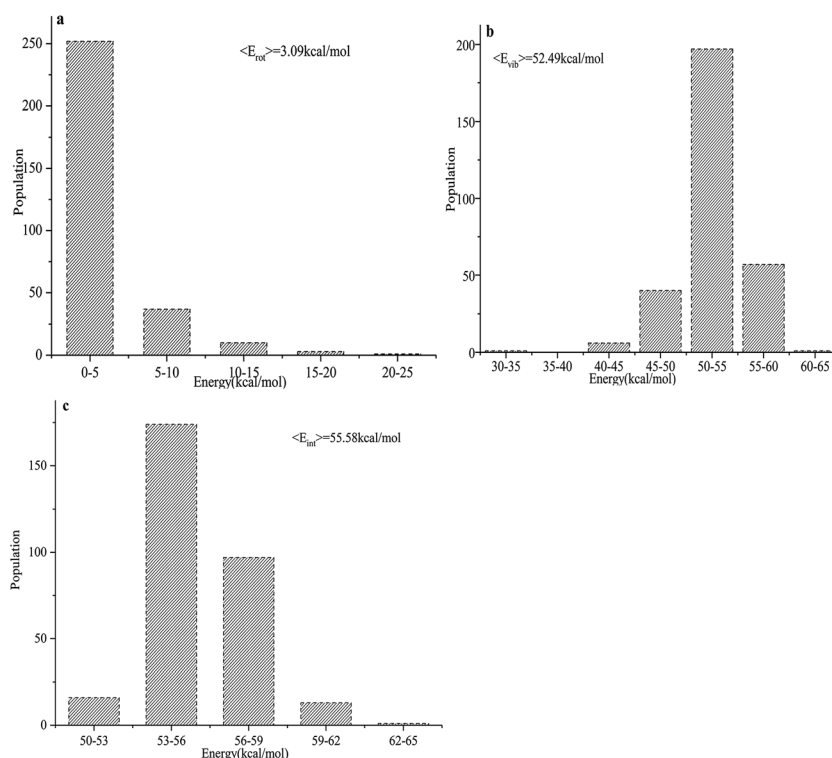 a
<E_rot>=3.09kcal/mol
Population
250
200
150
100
50
0
0-5 5-10 10-15 15-20 20-25
Energy(kcal/mol)
b
<E_vib>=52.49kcal/mol
Population
200
150
100
50
0
30-35 35-40 40-45 45-50 50-55 55-60 60-65
Energy(kcal/mol)
c
<E_int>=55.58kcal/mol
Population
150
100
50
0
50-53 53-56 56-59 59-62 62-65
Energy(kcal/mol)